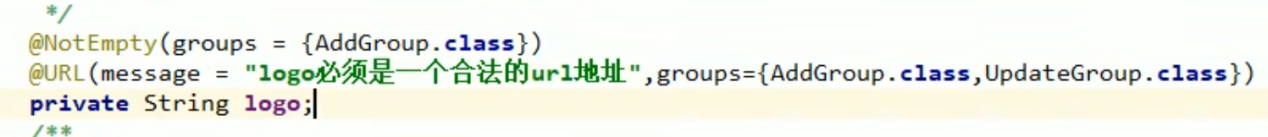 */
@NotEmpty(groups = {AddGroup.class})
@URL(message = "logo必须是一个合法的url地址",groups={AddGroup.class,UpdateGroup.class})
private String logo;
/**